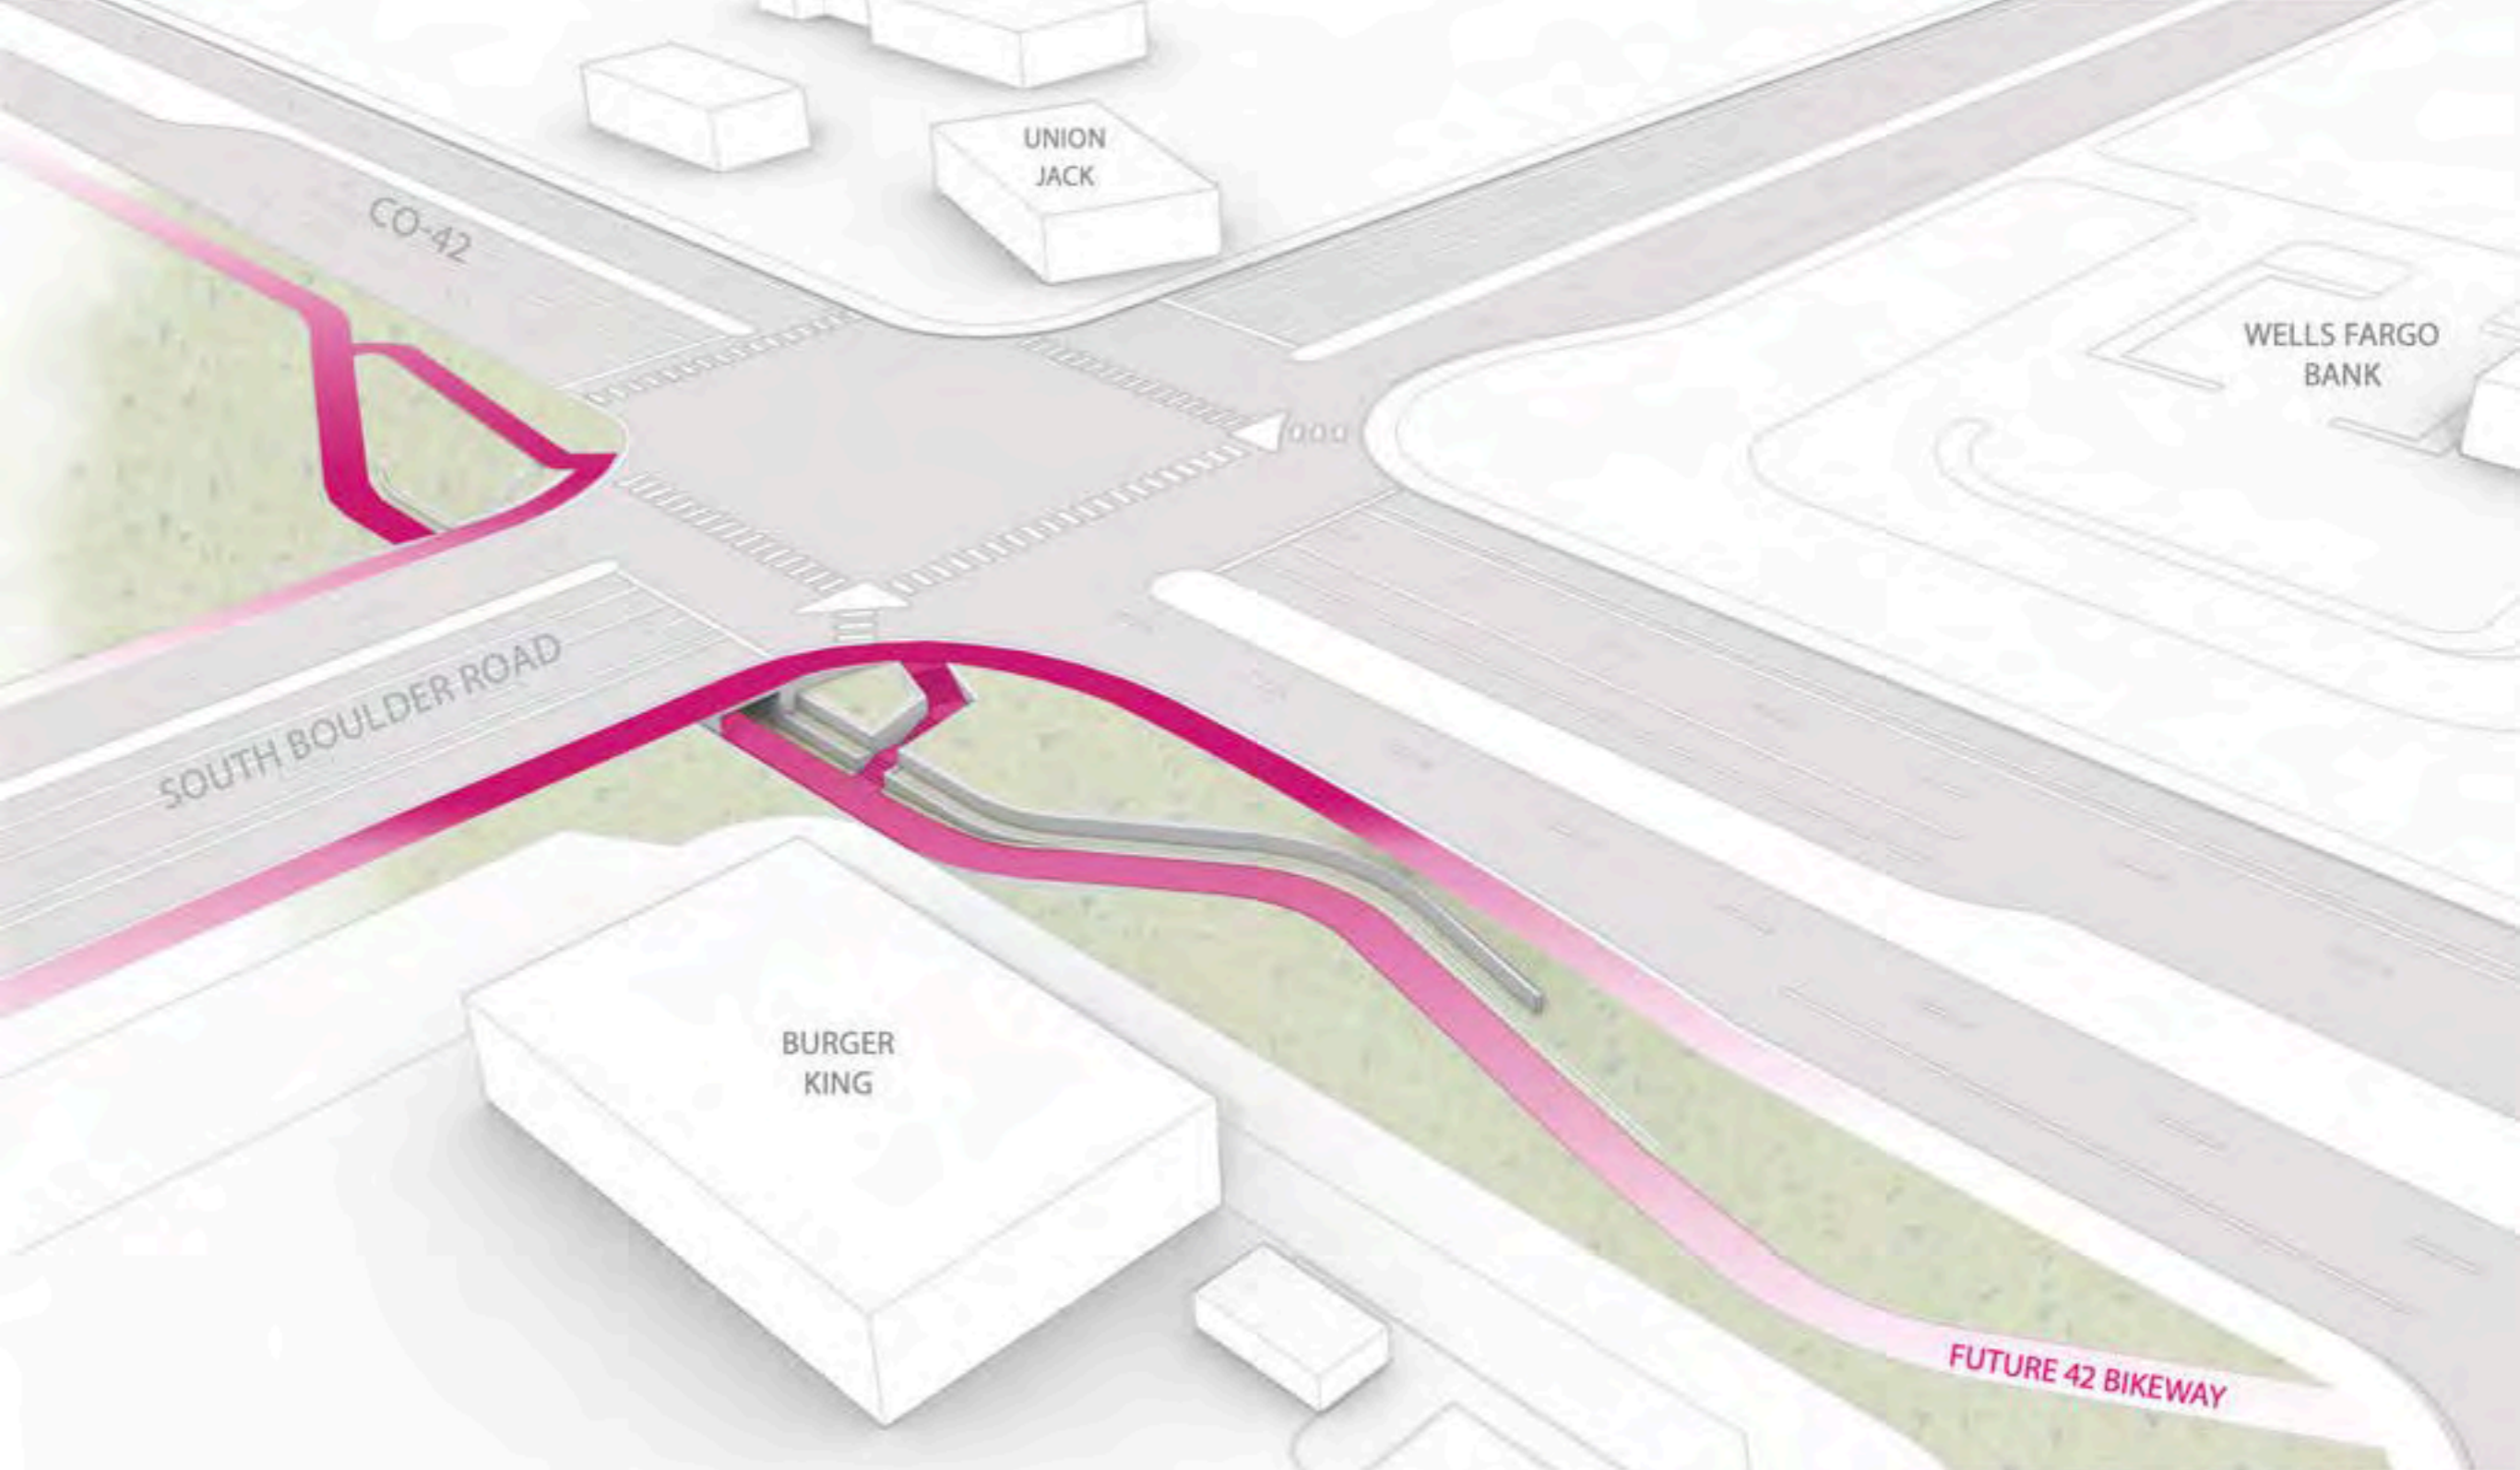 UNION
JACK
CO-42
WELLS FARGO
BANK
SOUTH BOULDER ROAD
BURGER
KING
FUTURE 42 BIKEWAY